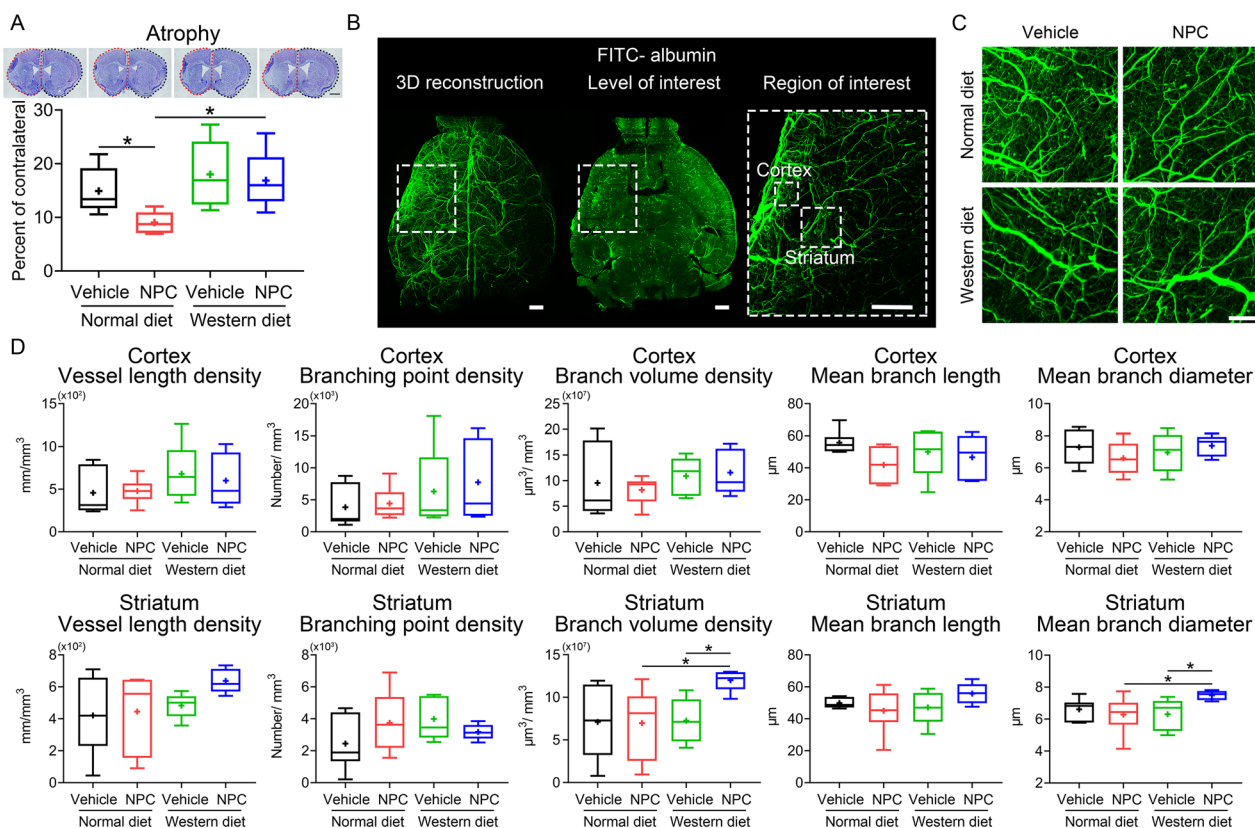 A
Atrophy
Percent of contralateral
30
20
10
0
*
*
Vehicle NPC Vehicle NPC
Normal diet Western diet
B
FITC- albumin
3D reconstruction Level of interest Region of interest
Cortex
Striatum
C
Vehicle NPC
Normal diet
Western diet
D
Cortex
Vessel length density
(x10²)
mm/mm³
15
10
5
0
Vehicle NPC Vehicle NPC
Normal diet Western diet
Cortex
Branching point density
(x10³)
Number/ mm³
20
15
10
5
0
Vehicle NPC Vehicle NPC
Normal diet Western diet
Cortex
Branch volume density
(x10⁷)
µm³/ mm³
25
20
15
10
5
0
Vehicle NPC Vehicle NPC
Normal diet Western diet
Cortex
Mean branch length
µm
80
60
40
20
0
Vehicle NPC Vehicle NPC
Normal diet Western diet
Cortex
Mean branch diameter
µm
10
8
6
4
2
Vehicle NPC Vehicle NPC
Normal diet Western diet
Striatum
Vessel length density
(x10²)
mm/mm³
8
6
4
2
0
Vehicle NPC Vehicle NPC
Normal diet Western diet
Striatum
Branching point density
(x10³)
Number/ mm³
8
6
4
2
0
Vehicle NPC Vehicle NPC
Normal diet Western diet
Striatum
Branch volume density
(x10⁷)
µm³/ mm³
15
10
5
0
*
*
Vehicle NPC Vehicle NPC
Normal diet Western diet
Striatum
Mean branch length
µm
80
60
40
20
0
Vehicle NPC Vehicle NPC
Normal diet Western diet
Striatum
Mean branch diameter
µm
10
8
6
4
2
*
*
Vehicle NPC Vehicle NPC
Normal diet Western diet